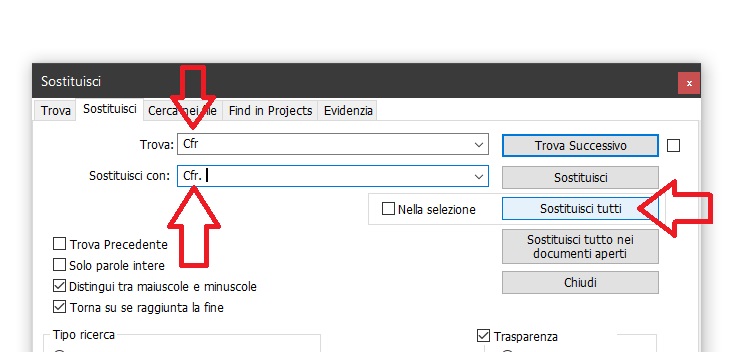 Sostituisci
x
Trova Sostituisci Cerca nei file Find in Projects Evidenzia
Trova: Cfr Trova Successivo
Sostituisci con: Cfr. Sostituisci
Nella selezione Sostituisci tutti
Trova Precedente
Sostituisci tutto nei
documenti aperti
Solo parole intere
Distingui tra maiuscole e minuscole
Chiudi
Torna su se raggiunta la fine
Tipo ricerca
Trasparenza